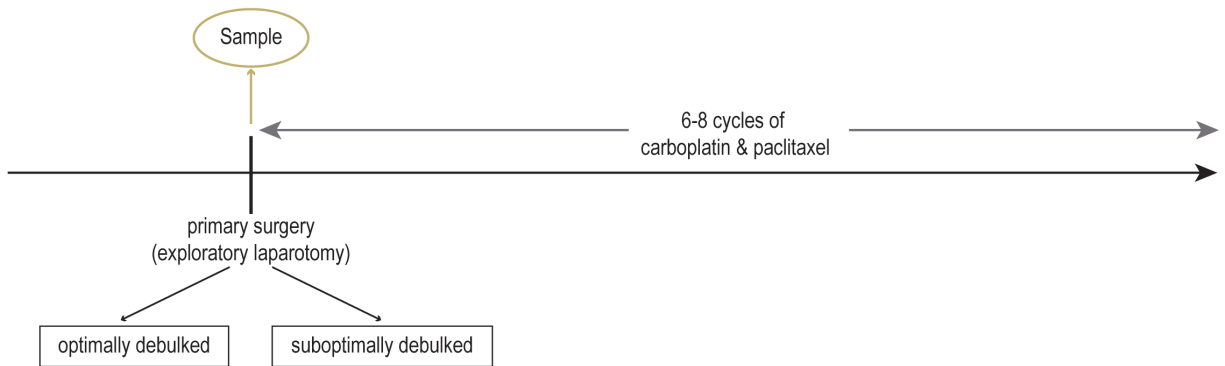 Sample
6-8 cycles of
carboplatin & paclitaxel
primary surgery
(exploratory laparotomy)
optimally debulked
suboptimally debulked